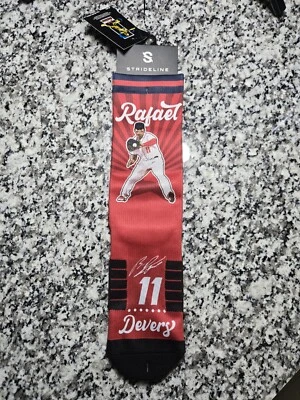 STRIDELINE
Rafael
11
Devers